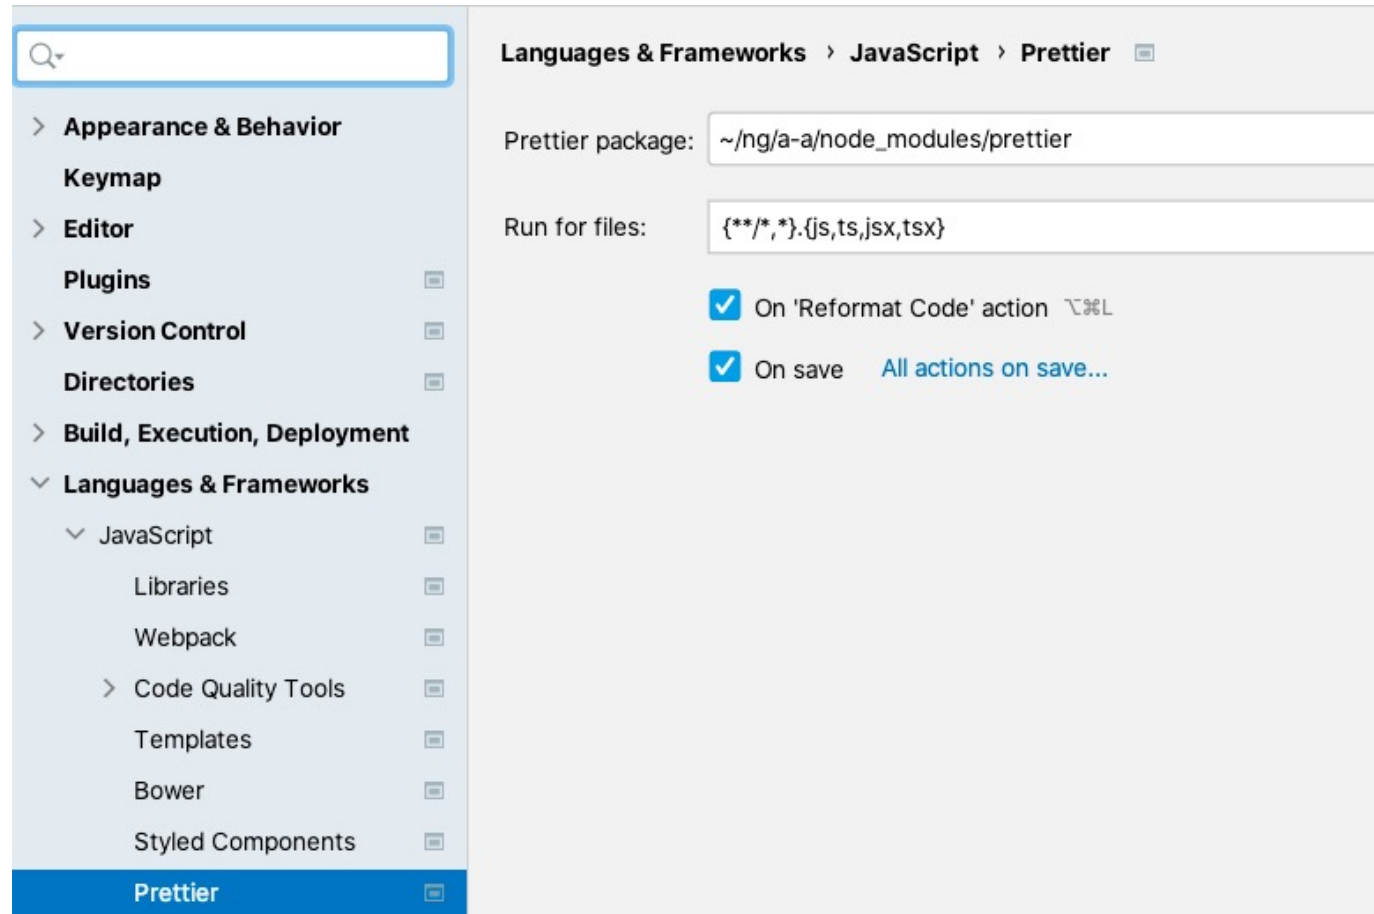 Appearance & Behavior
Keymap
Editor
Plugins
Version Control
Directories
Build, Execution, Deployment
Languages & Frameworks
JavaScript
Libraries
Webpack
Code Quality Tools
Templates
Bower
Styled Components
Prettier
Languages & Frameworks › JavaScript › Prettier
Prettier package: ~/ng/a-a/node_modules/prettier
Run for files: {**/*,*}.{js,ts,jsx,tsx}
On 'Reformat Code' action ⌥⌘L
On save All actions on save...